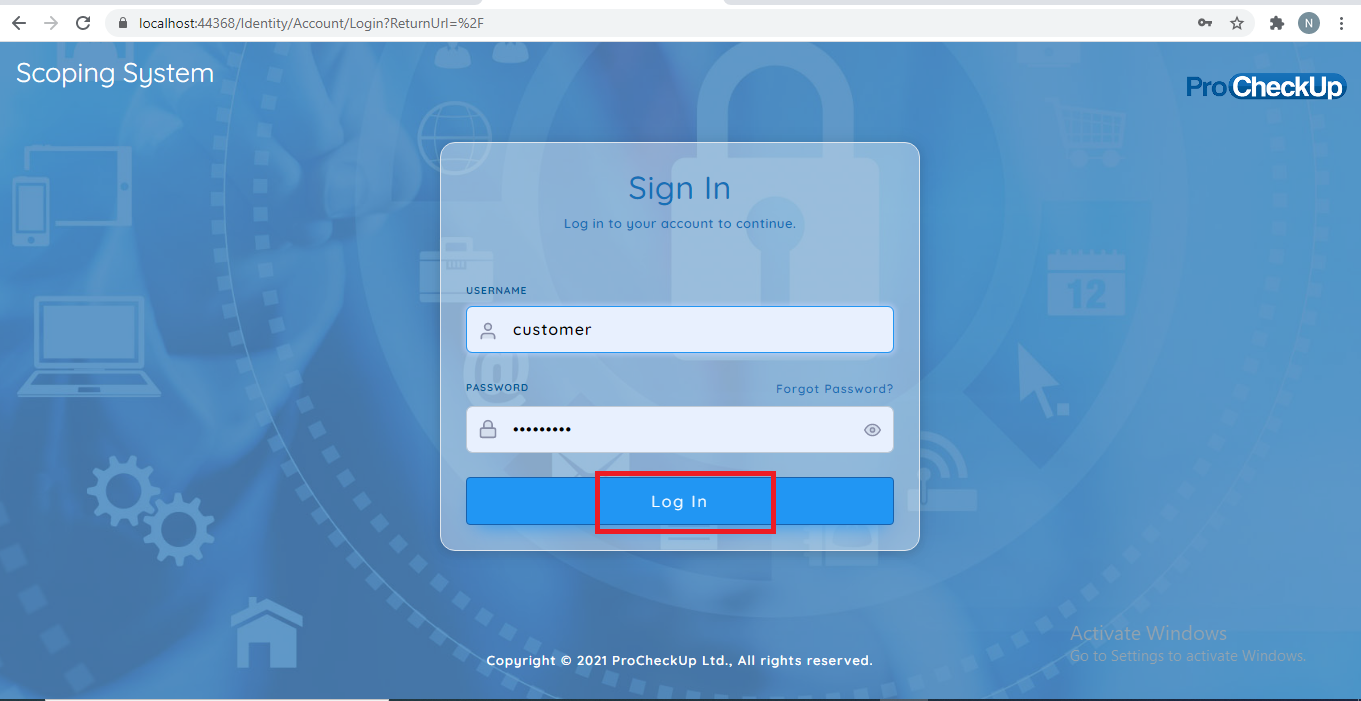 localhost:44368/Identity/Account/Login?ReturnUrl=%2F
N
Scoping System
ProCheckUp
Sign In
Log in to your account to continue.
USERNAME
customer
PASSWORD
Forgot Password?
•••••••••
Log In
12
Activate Windows
Go to Settings to activate Windows.
Copyright © 2021 ProCheckUp Ltd., All rights reserved.